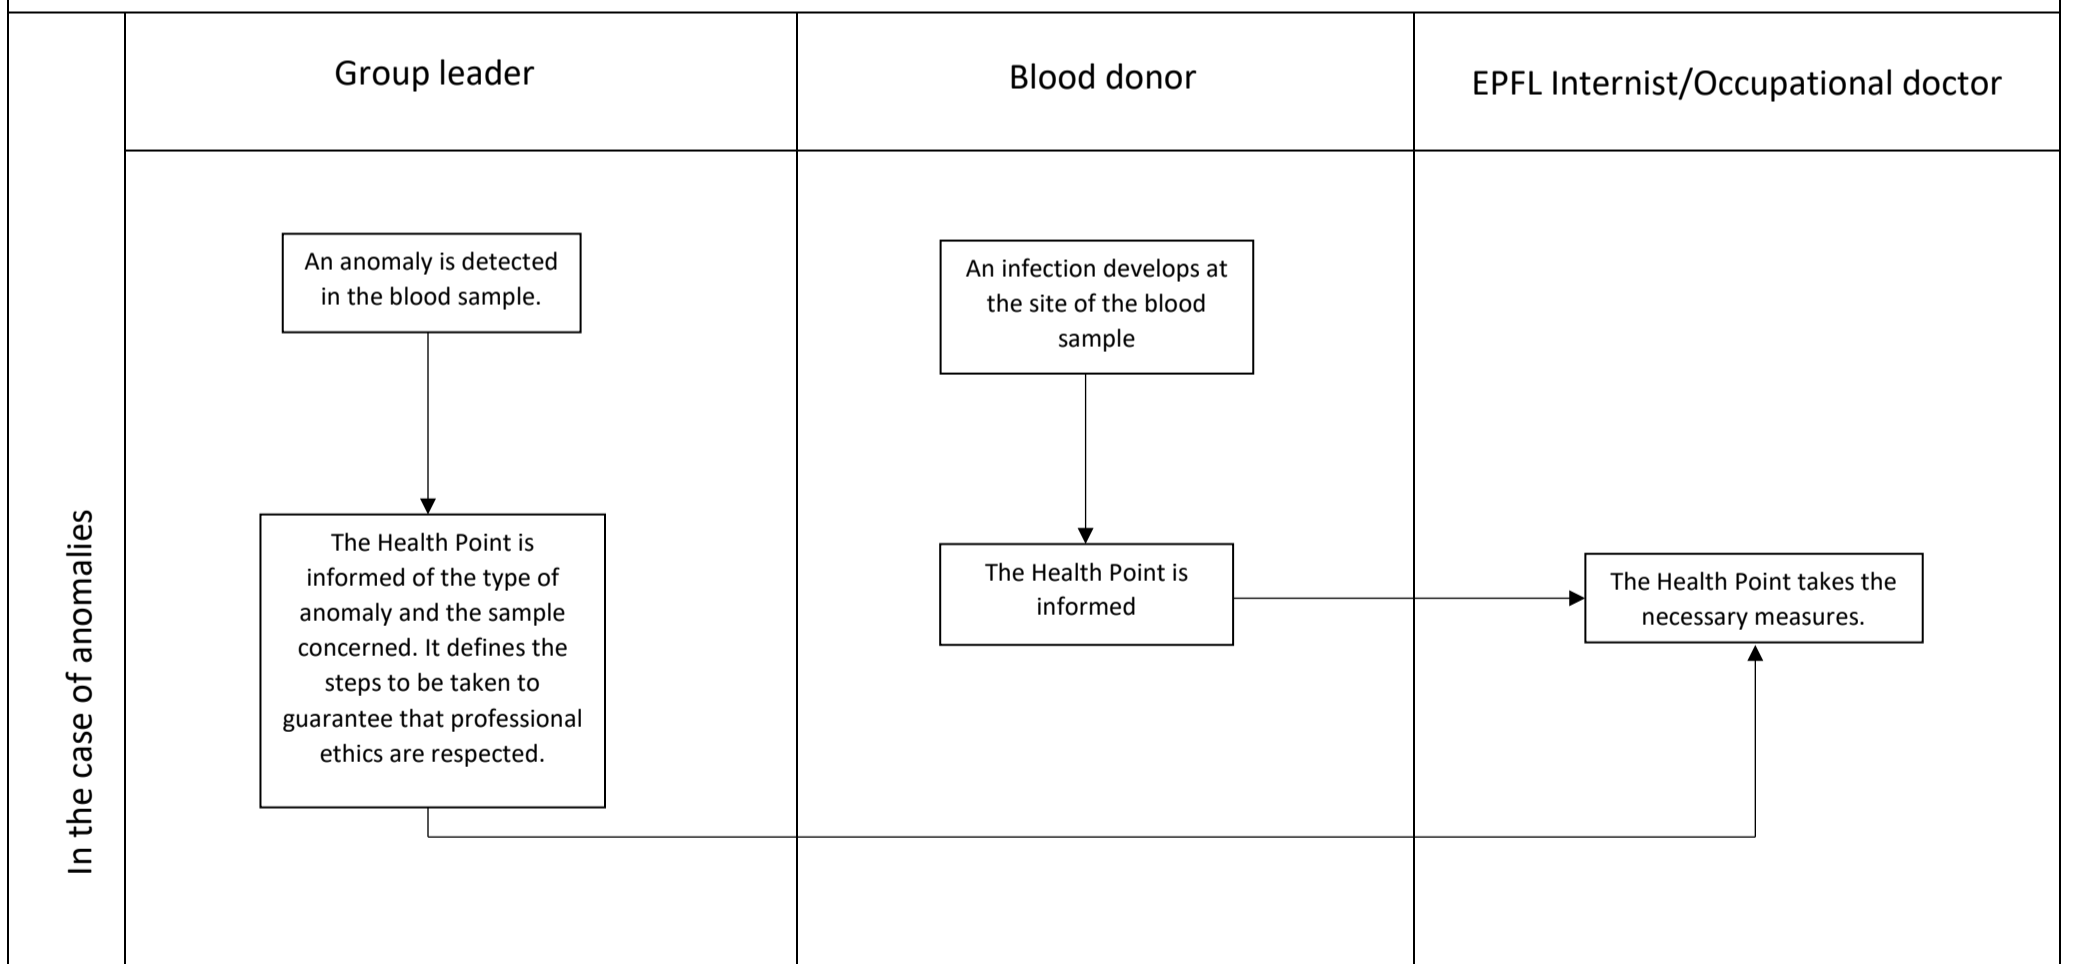 Group leader
Blood donor
EPFL Internist/Occupational doctor
In the case of anomalies
An anomaly is detected
in the blood sample.
The Health Point is
informed of the type of
anomaly and the sample
concerned. It defines the
steps to be taken to
guarantee that professional
ethics are respected.
An infection develops at
the site of the blood
sample
The Health Point is
informed
The Health Point takes the
necessary measures.